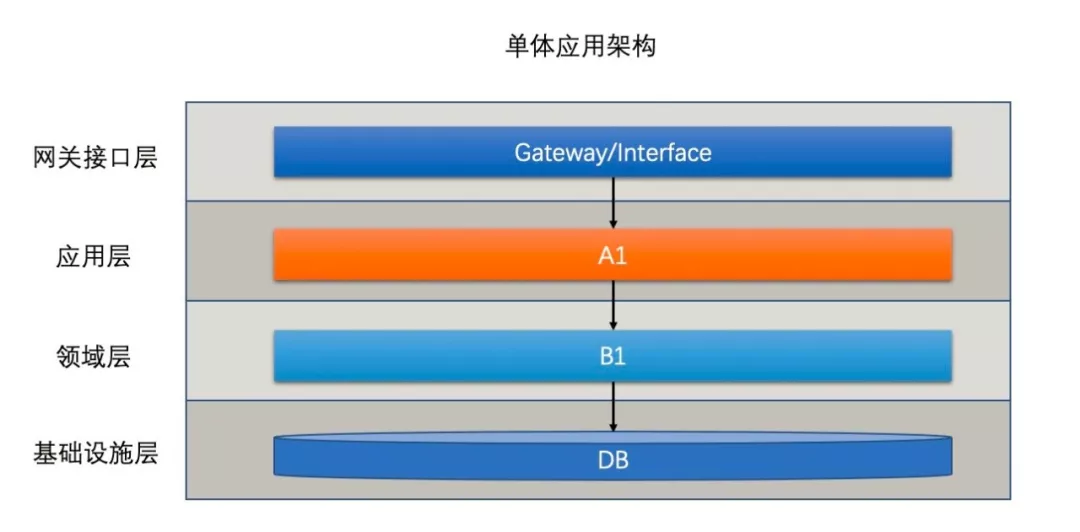 单体应用架构
网关接口层
Gateway/Interface
应用层
A1
领域层
B1
基础设施层
DB